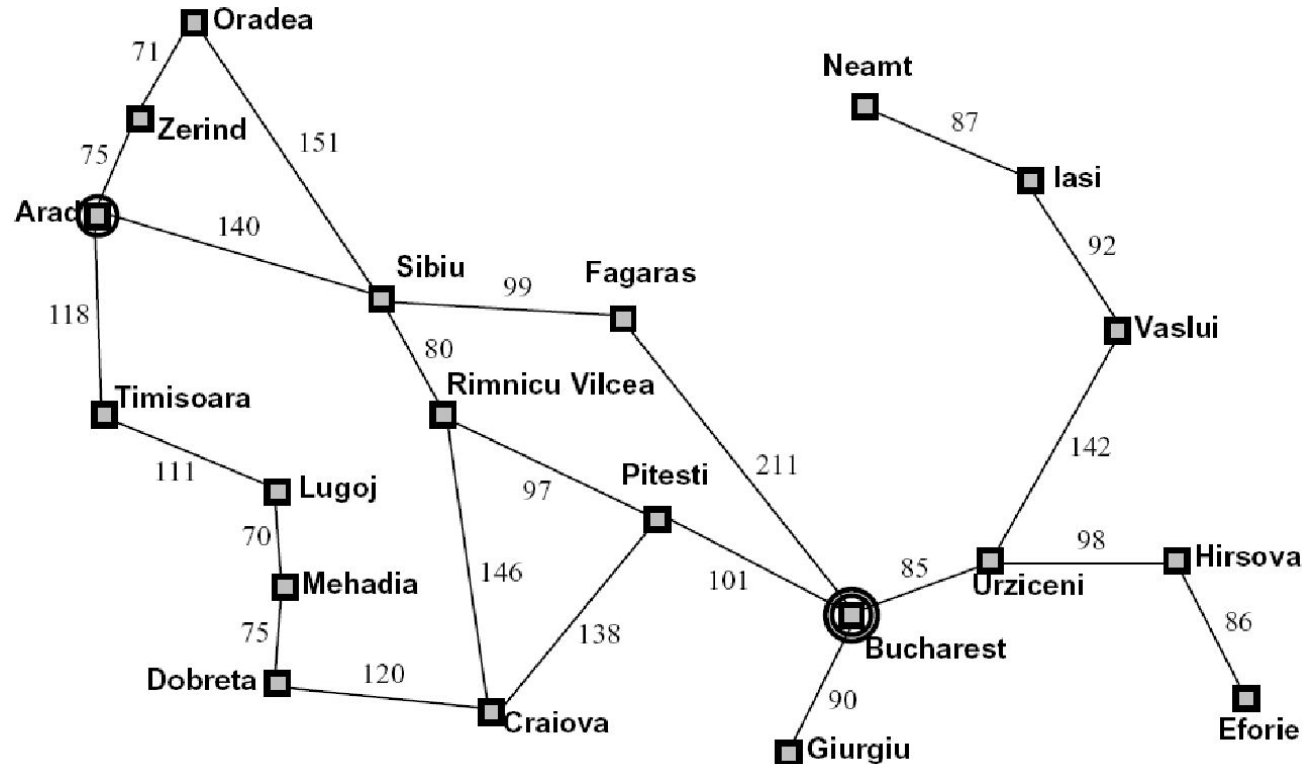 Oradea
71
Neamt
Zerind
87
151
75
Iasi
Arad
140
92
Sibiu
Fagaras
99
118
Vaslui
80
Timisoara
Rimnicu Vilcea
142
111
211
Lugoj
97
Pitesti
70
98
Hirsova
Mehadia
146
101
85
Urziceni
75
138
86
Bucharest
Dobreta
120
90
Craiova
Eforie
Giurgiu